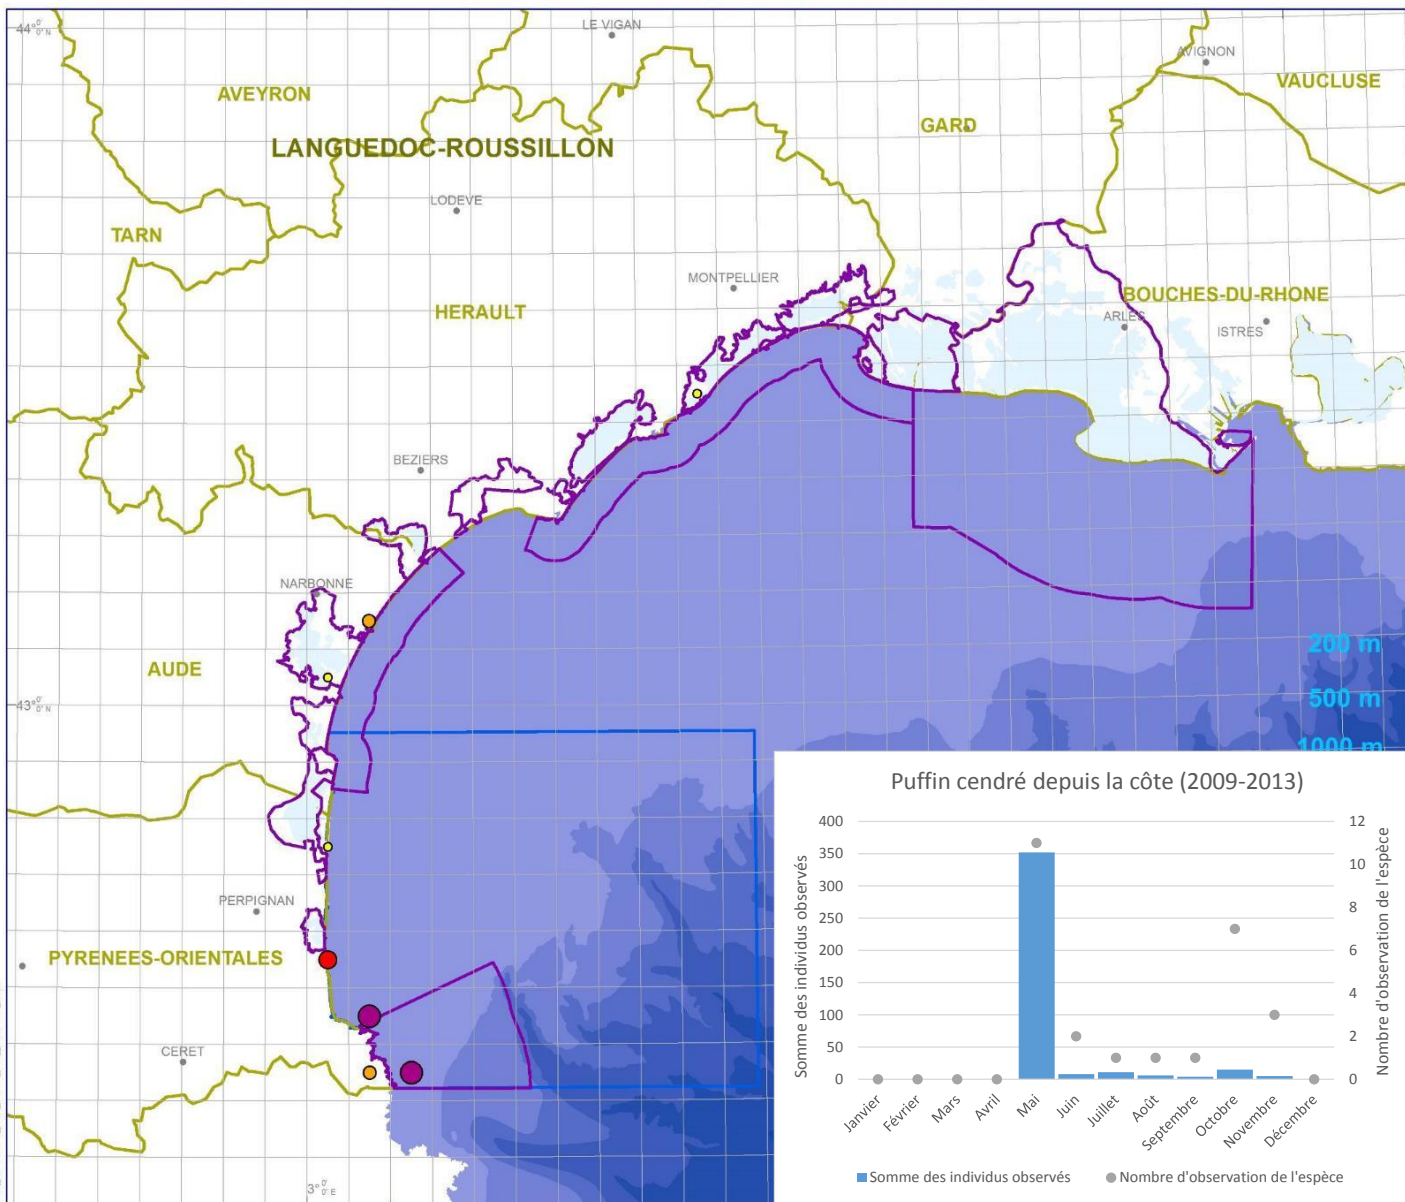 44° 0' 0" N
LE VIGAN
AVIGNON
AVEYRON
VAUCLUSE
GARD
LANGUEDOC-ROUSSILLON
LODEVE
TARN
MONTPELLIER
HERAULT
BOUCHES-DU-RHONE
ARLES
ISTRES
BEZIERS
NARBONNE
AUDE
200 m
500 m
43° 0' 0" N
1000 m
PERPIGNAN
PYRENEES-ORIENTALES
CERET
3° 0' 0" E
Puffin cendré depuis la côte (2009-2013)
Somme des individus observés
400
350
300
250
200
150
100
50
0
12
10
8
6
4
2
0
Nombre d'observation de l'espèce
Janvier
Février
Mars
Avril
Mai
Juin
Juillet
Août
Septembre
Octobre
Novembre
Décembre
Somme des individus observés
Nombre d'observation de l'espèce